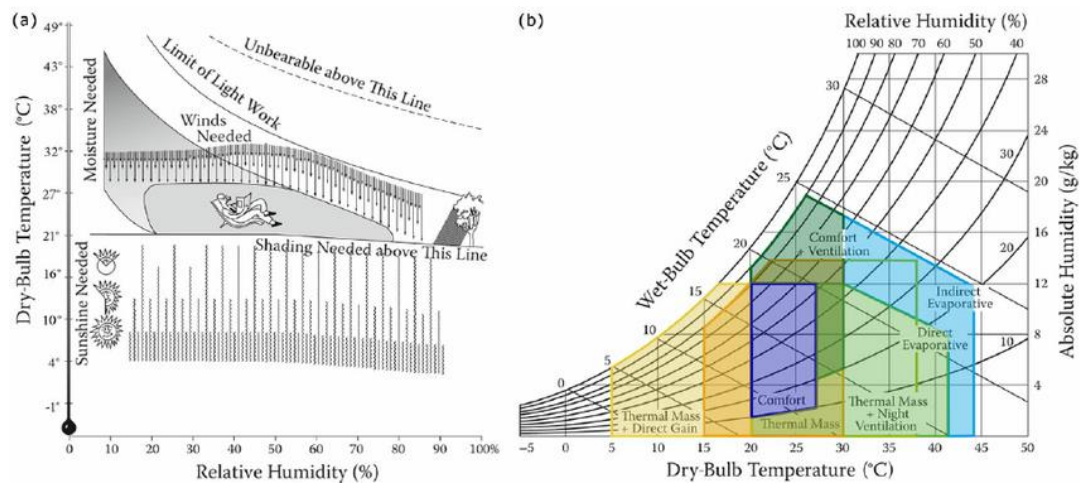 (a)
49°
43°
38°
32°
27°
21°
16°
10°
4°
-1°
Dry-Bulb Temperature (°C)
Moisture Needed
Sunshine Needed
Unbearable above This Line
Limit of Light Work
Winds
Needed
Shading Needed above This Line
0 10 20 30 40 50 60 70 80 90 100%
Relative Humidity (%)
(b)
Relative Humidity (%)
100 90 80 70 60 50 40
Wet-Bulb Temperature (°C)
0
5
10
15
20
25
30
30
20
10
Comfort
Ventilation
Indirect
Evaporative
Direct
Evaporative
Comfort
Thermal Mass
+ Direct Gain
Thermal Mass
Thermal Mass
+ Night
Ventilation
28
24
20
16
12
8
4
Absolute Humidity (g/kg)
-5 0 5 10 15 20 25 30 35 40 45 50
Dry-Bulb Temperature (°C)